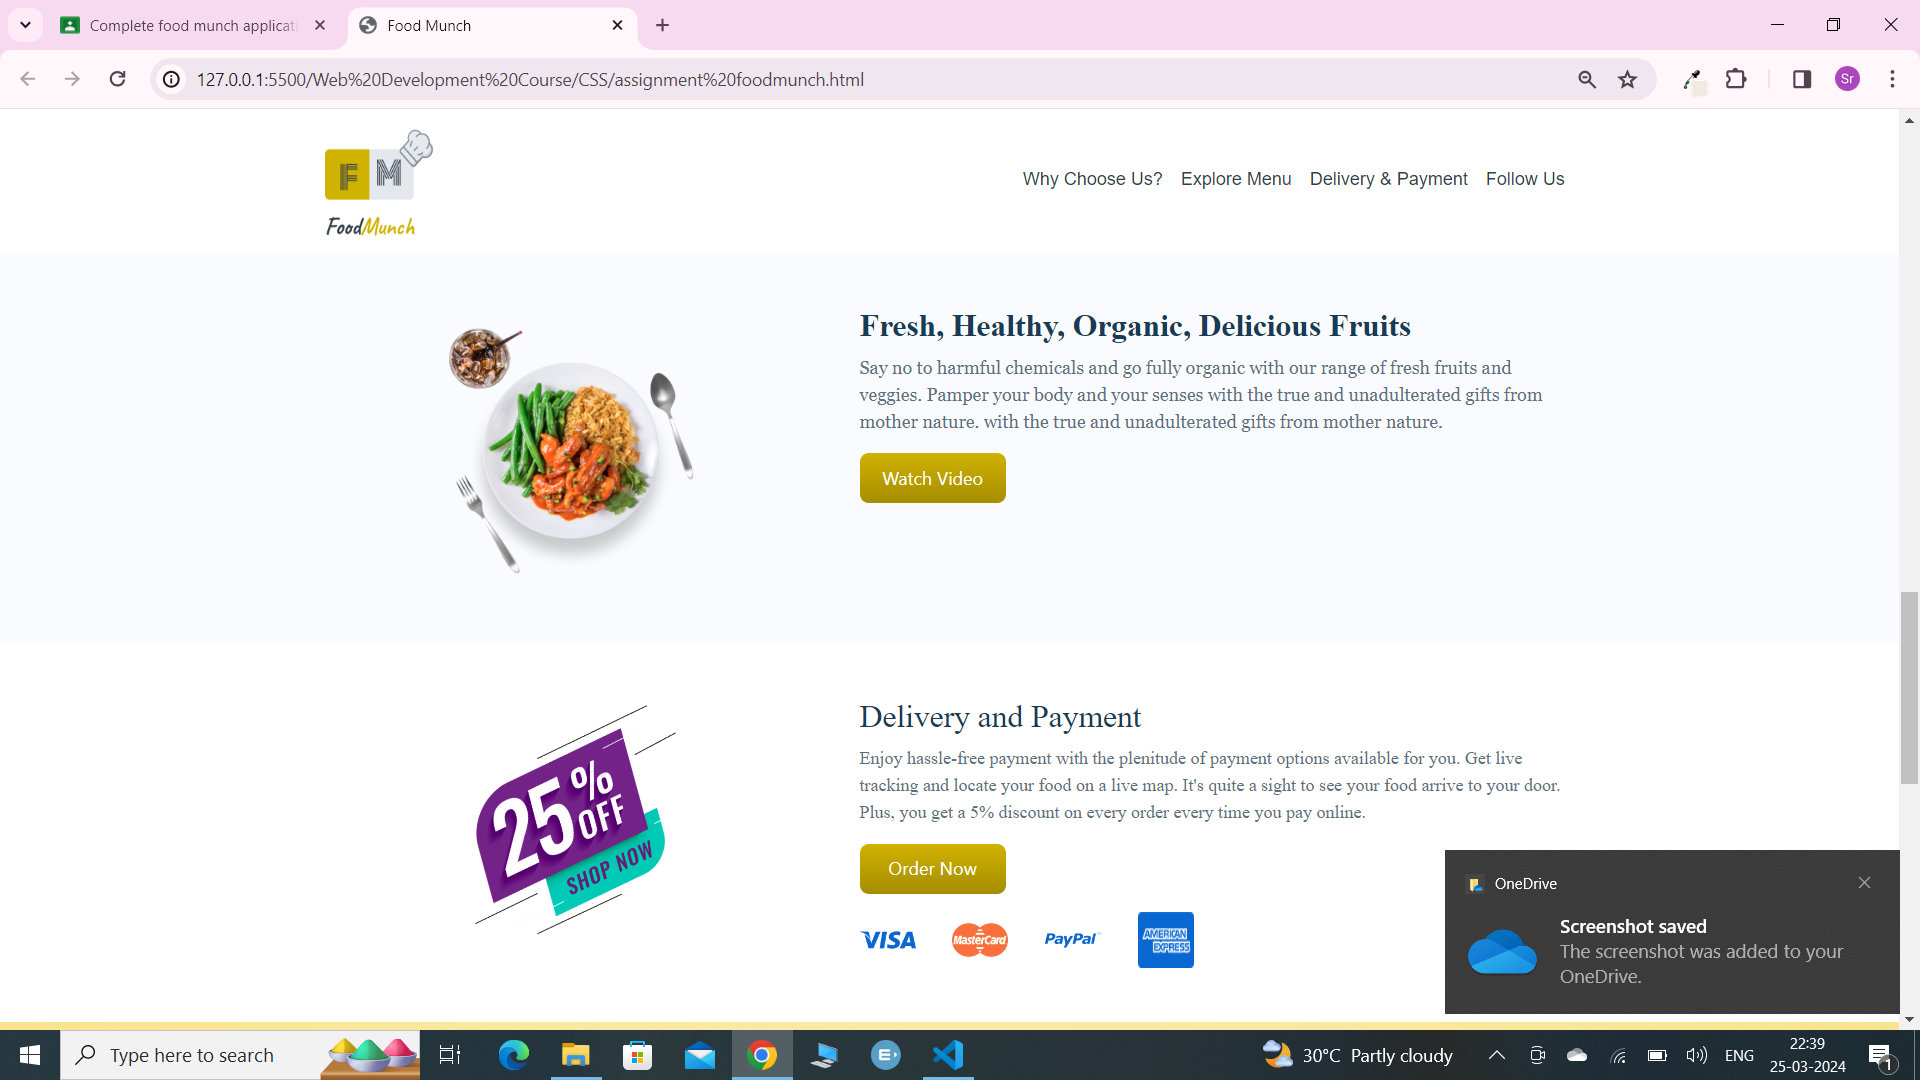 Complete food munch applicati
Food Munch
127.0.0.1:5500/Web%20Development%20Course/CSS/assignment%20foodmunch.html
Sr
F M
FoodMunch
Why Choose Us? Explore Menu Delivery & Payment Follow Us
Fresh, Healthy, Organic, Delicious Fruits
Say no to harmful chemicals and go fully organic with our range of fresh fruits and
veggies. Pamper your body and your senses with the true and unadulterated gifts from
mother nature. with the true and unadulterated gifts from mother nature.
Watch Video
25% OFF
SHOP NOW
Delivery and Payment
Enjoy hassle-free payment with the plenitude of payment options available for you. Get live
tracking and locate your food on a live map. It's quite a sight to see your food arrive to your door.
Plus, you get a 5% discount on every order every time you pay online.
Order Now
VISA MasterCard PayPal AMERICAN EXPRESS
OneDrive
Screenshot saved
The screenshot was added to your
OneDrive.
Type here to search
30°C Partly cloudy
ENG
22:39
25-03-2024
1